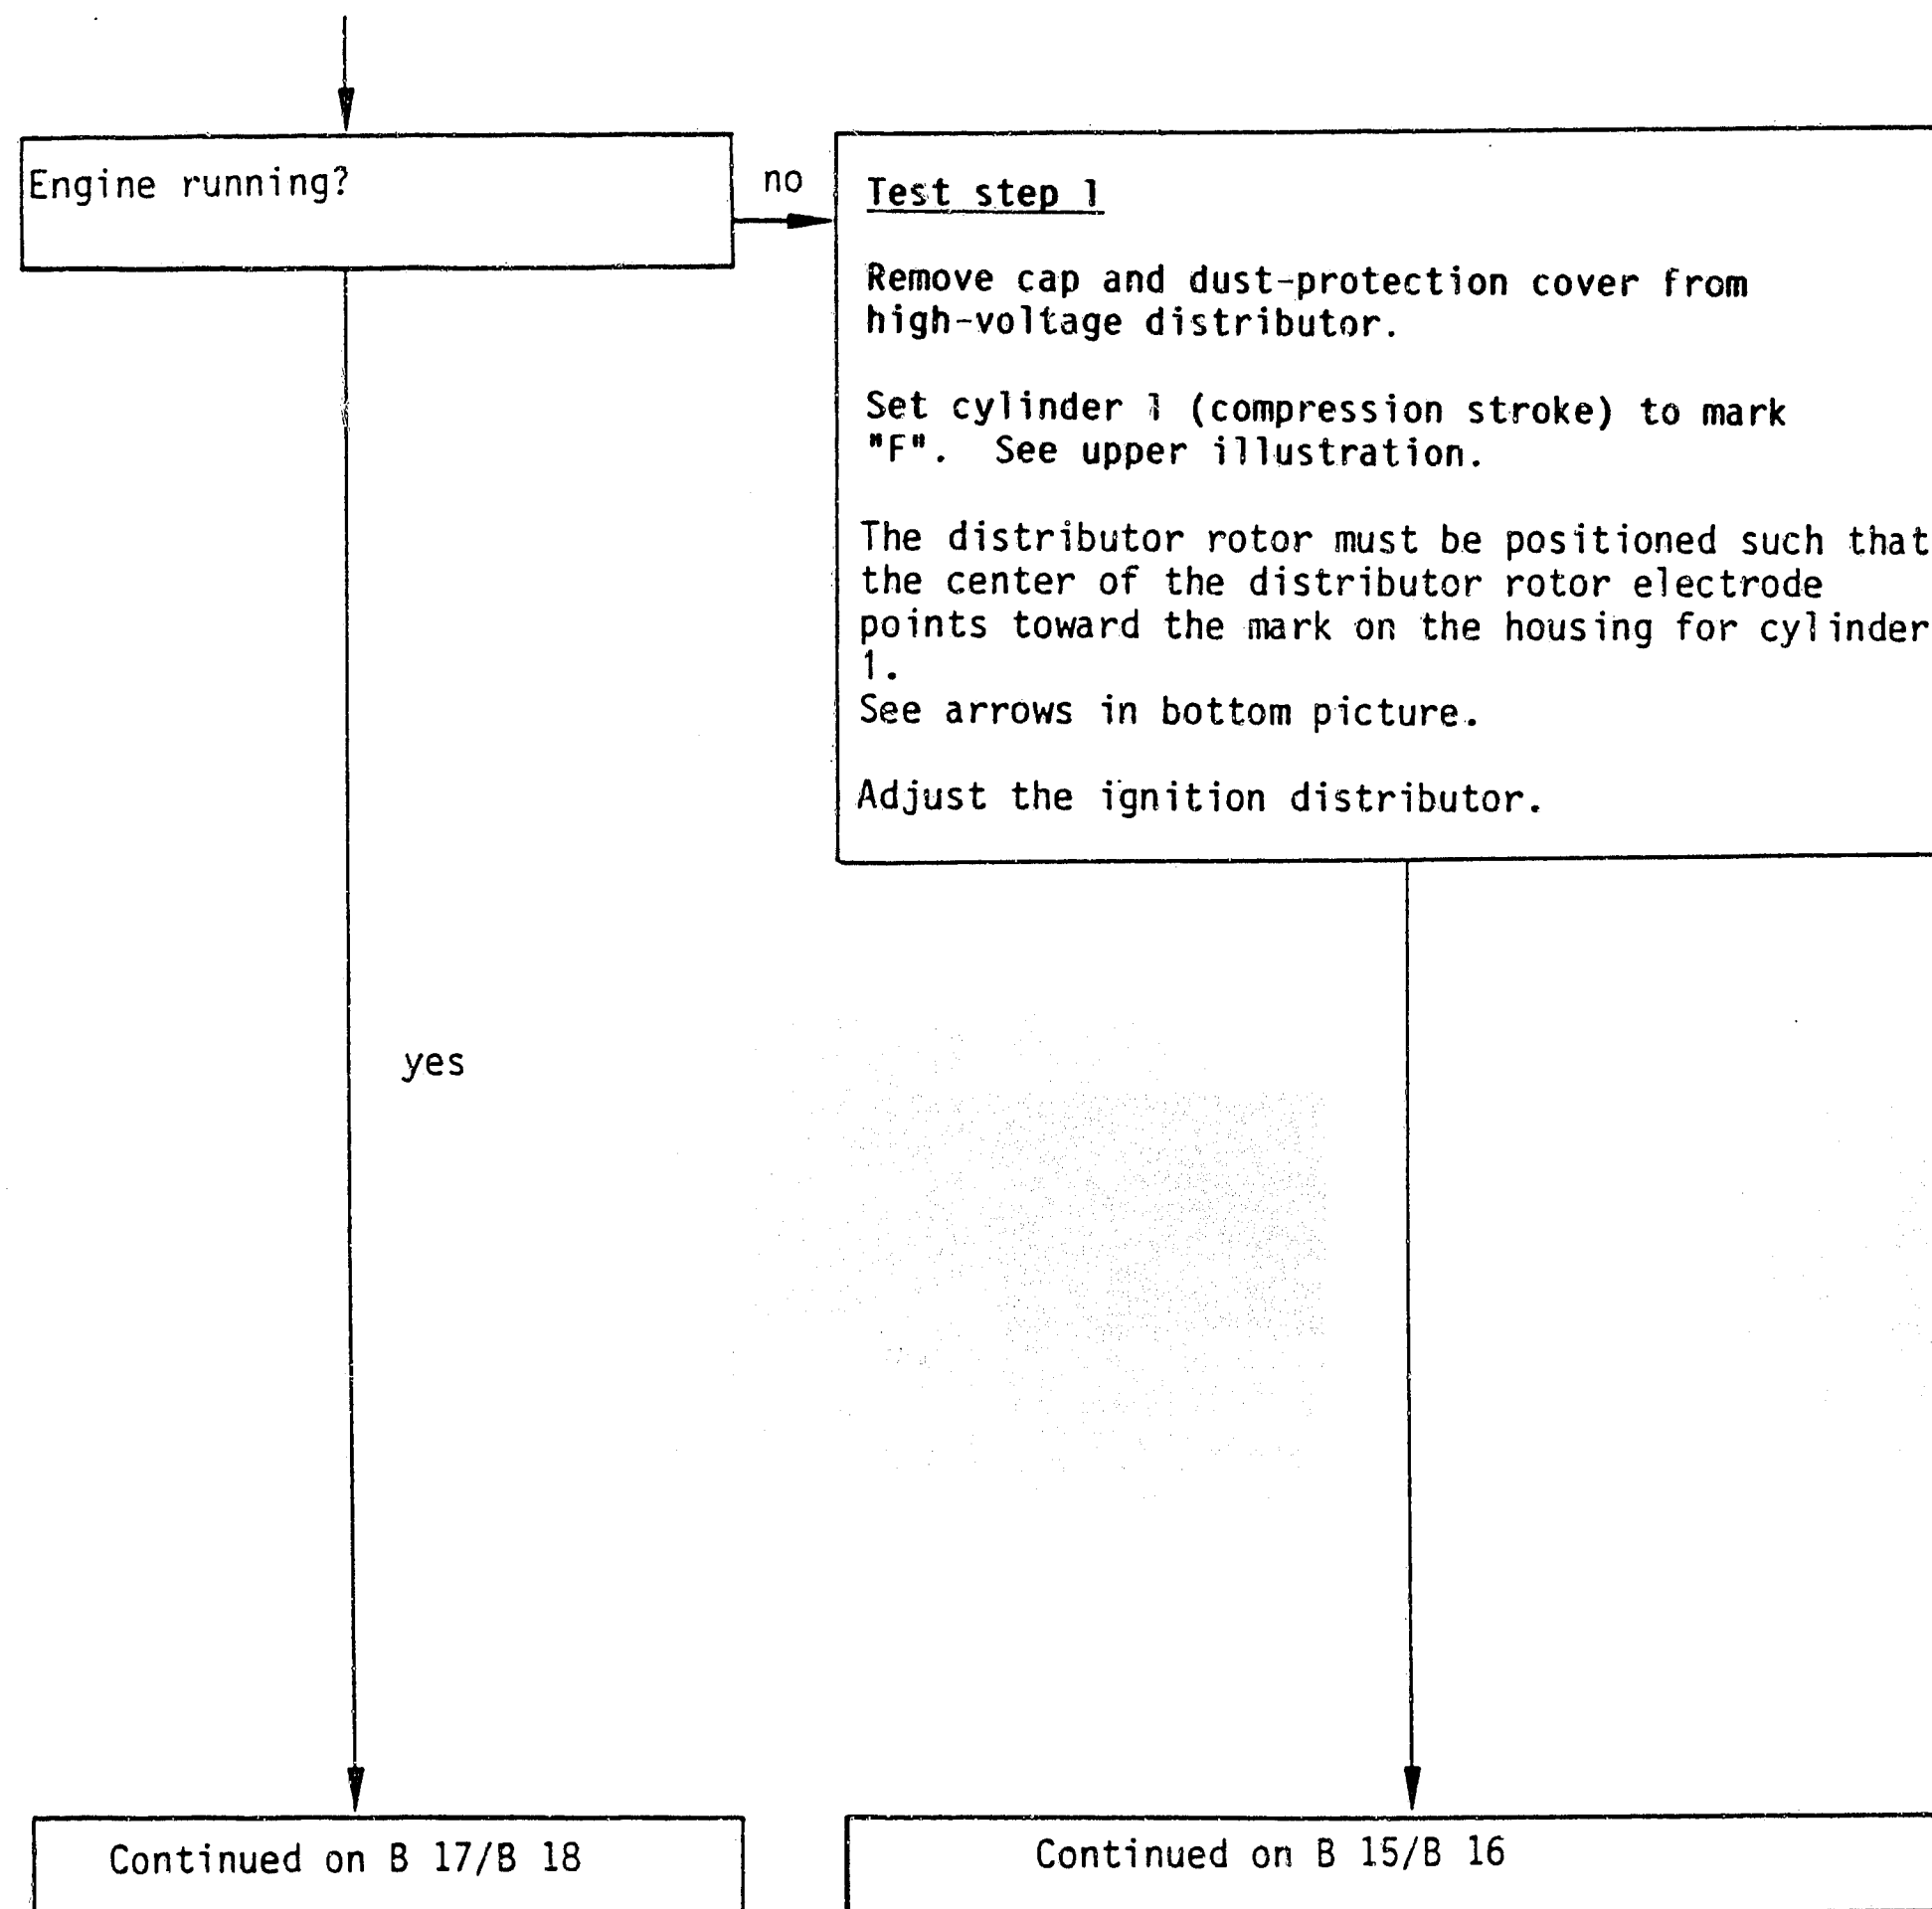 Engine running?
no
Test step 1
Remove cap and dust-protection cover from
high-voltage distributor.
Set cylinder 1 (compression stroke) to mark
"F". See upper illustration.
The distributor rotor must be positioned such that
the center of the distributor rotor electrode
points toward the mark on the housing for cylinder
1.
See arrows in bottom picture.
Adjust the ignition distributor.
yes
Continued on B 17/B 18
Continued on B 15/B 16